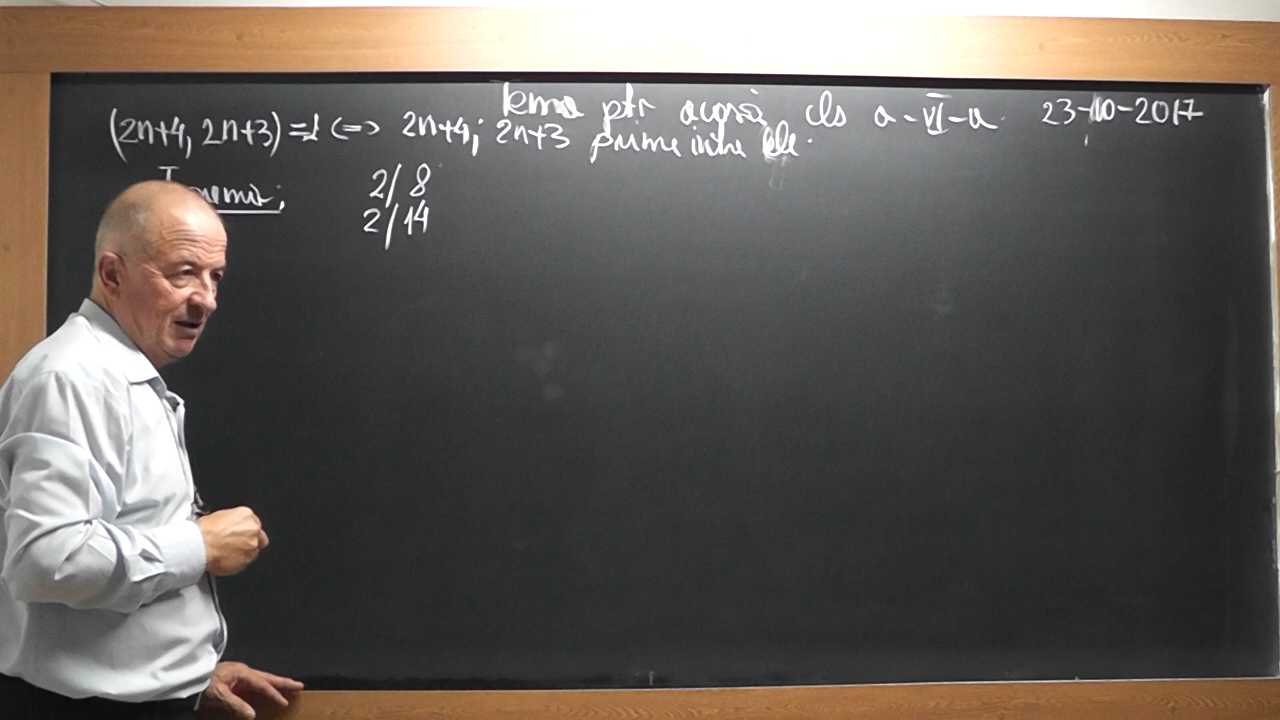 Tema ptr acasă cls a-VI-a 23-10-2017
(2n+4, 2n+3) = 1 <=> 2n+4; 2n+3 prime între ele.
2/8
2/14